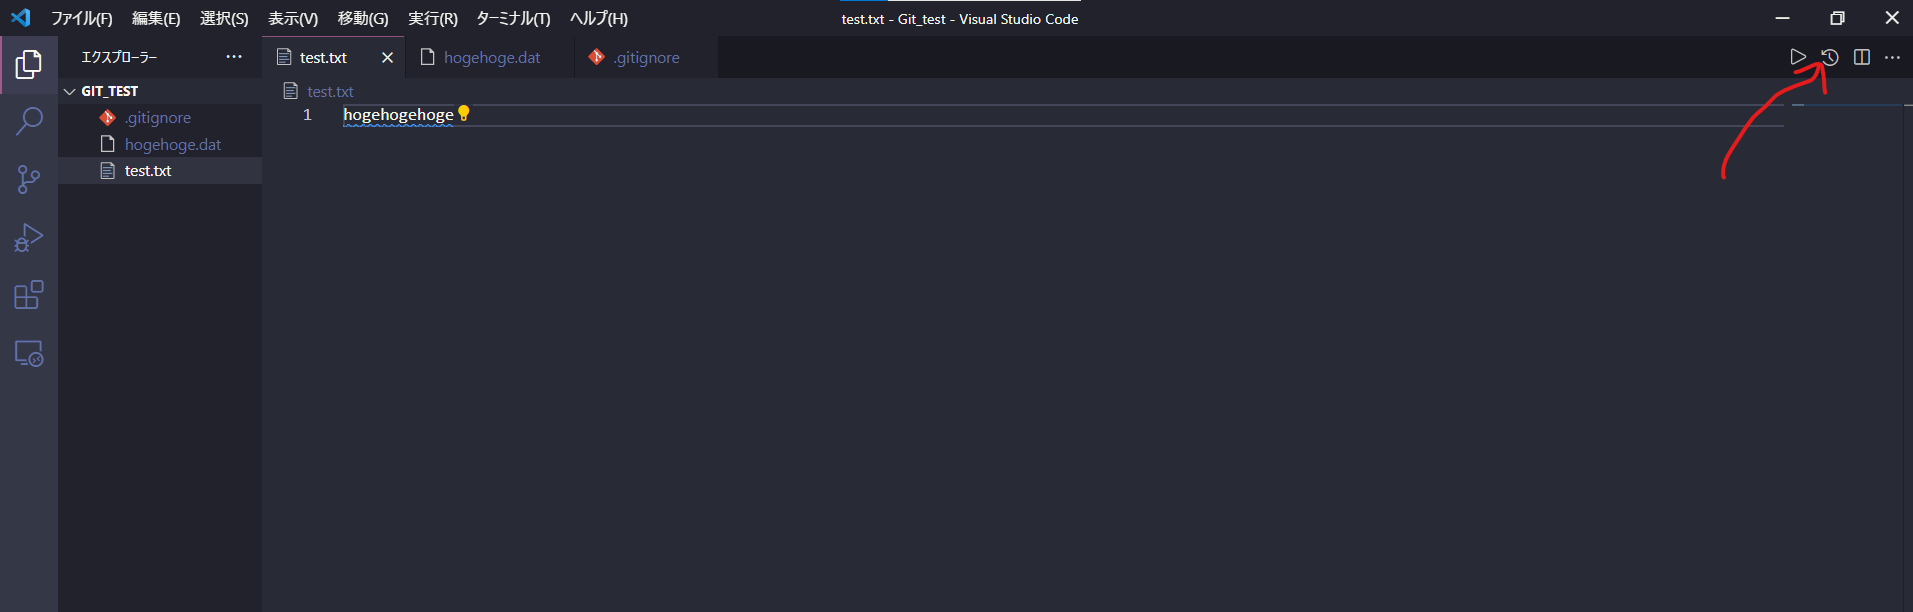 ファイル(F) 編集(E) 選択(S) 表示(V) 移動(G) 実行(R) ターミナル(T) ヘルプ(H) test.txt - Git_test - Visual Studio Code
エクスプローラー ··· test.txt hogehoge.dat .gitignore ···
GIT_TEST
.gitignore
hogehoge.dat
test.txt
test.txt
1 hogehogehoge